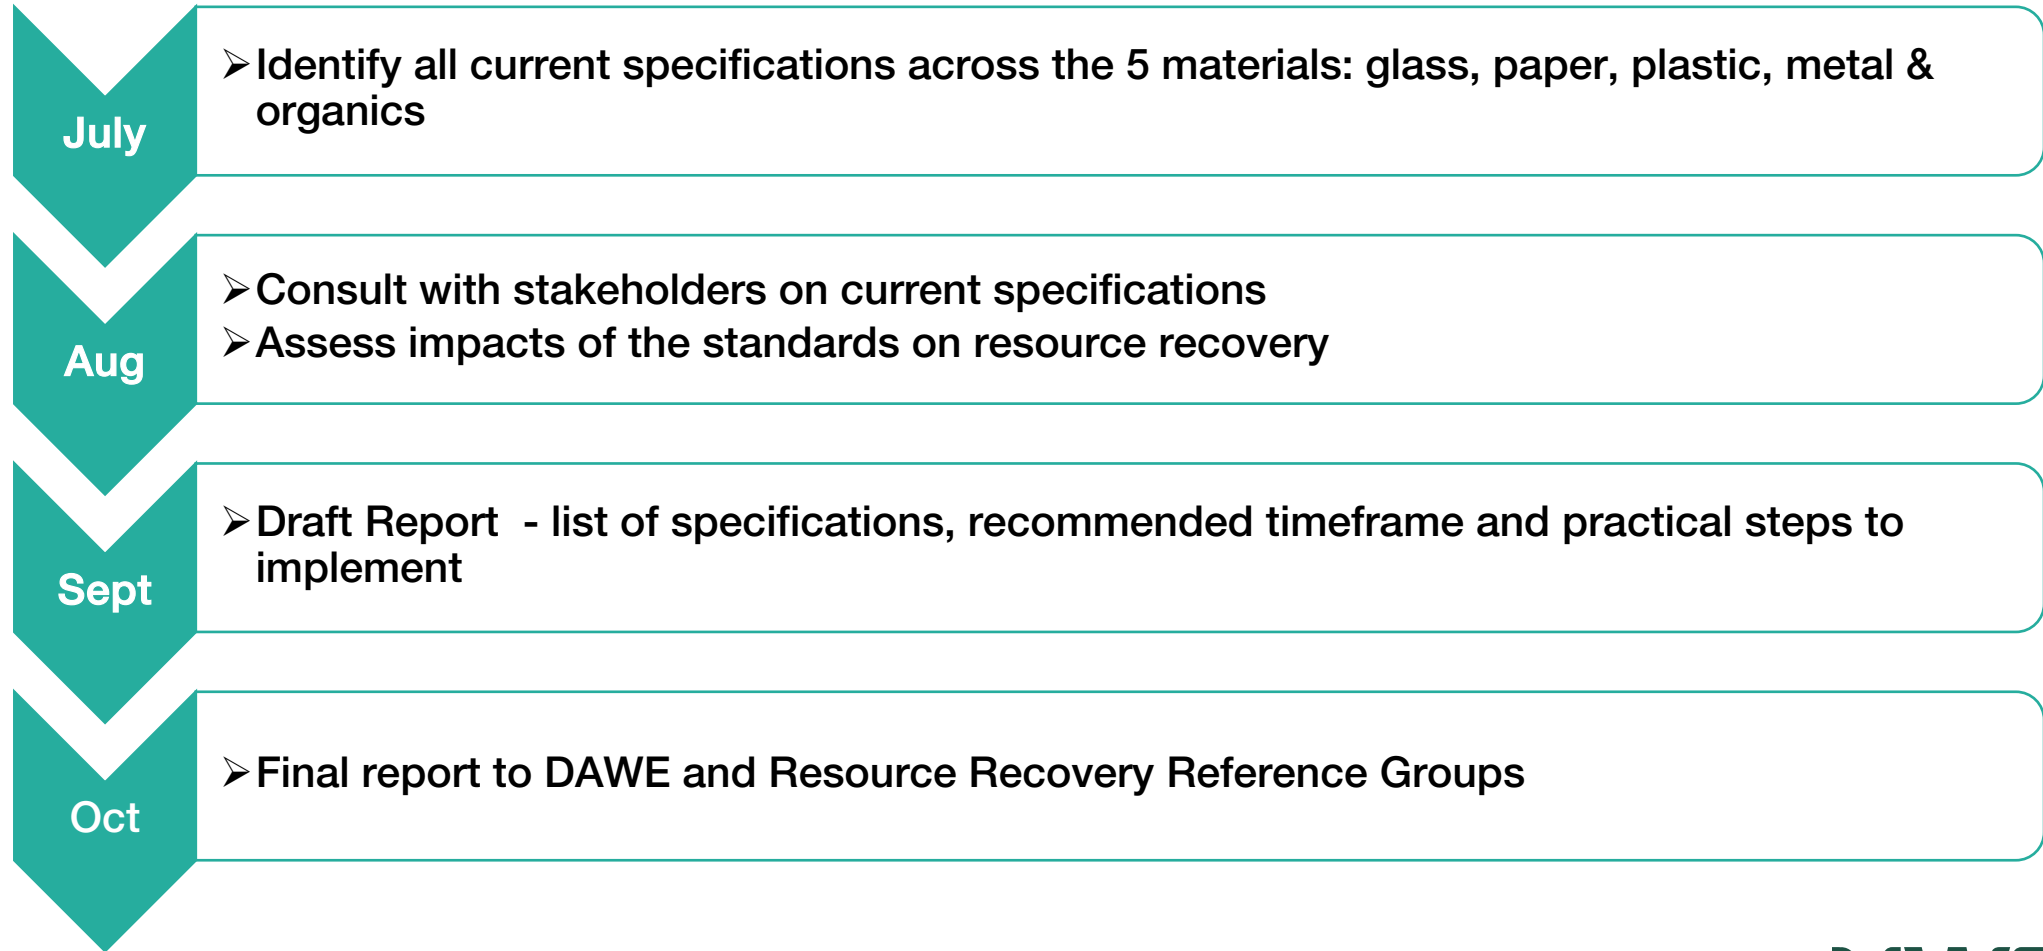 July
➢Identify all current specifications across the 5 materials: glass, paper, plastic, metal &
organics
Aug
➢Consult with stakeholders on current specifications
➢Assess impacts of the standards on resource recovery
Sept
➢Draft Report - list of specifications, recommended timeframe and practical steps to
implement
Oct
➢Final report to DAWE and Resource Recovery Reference Groups